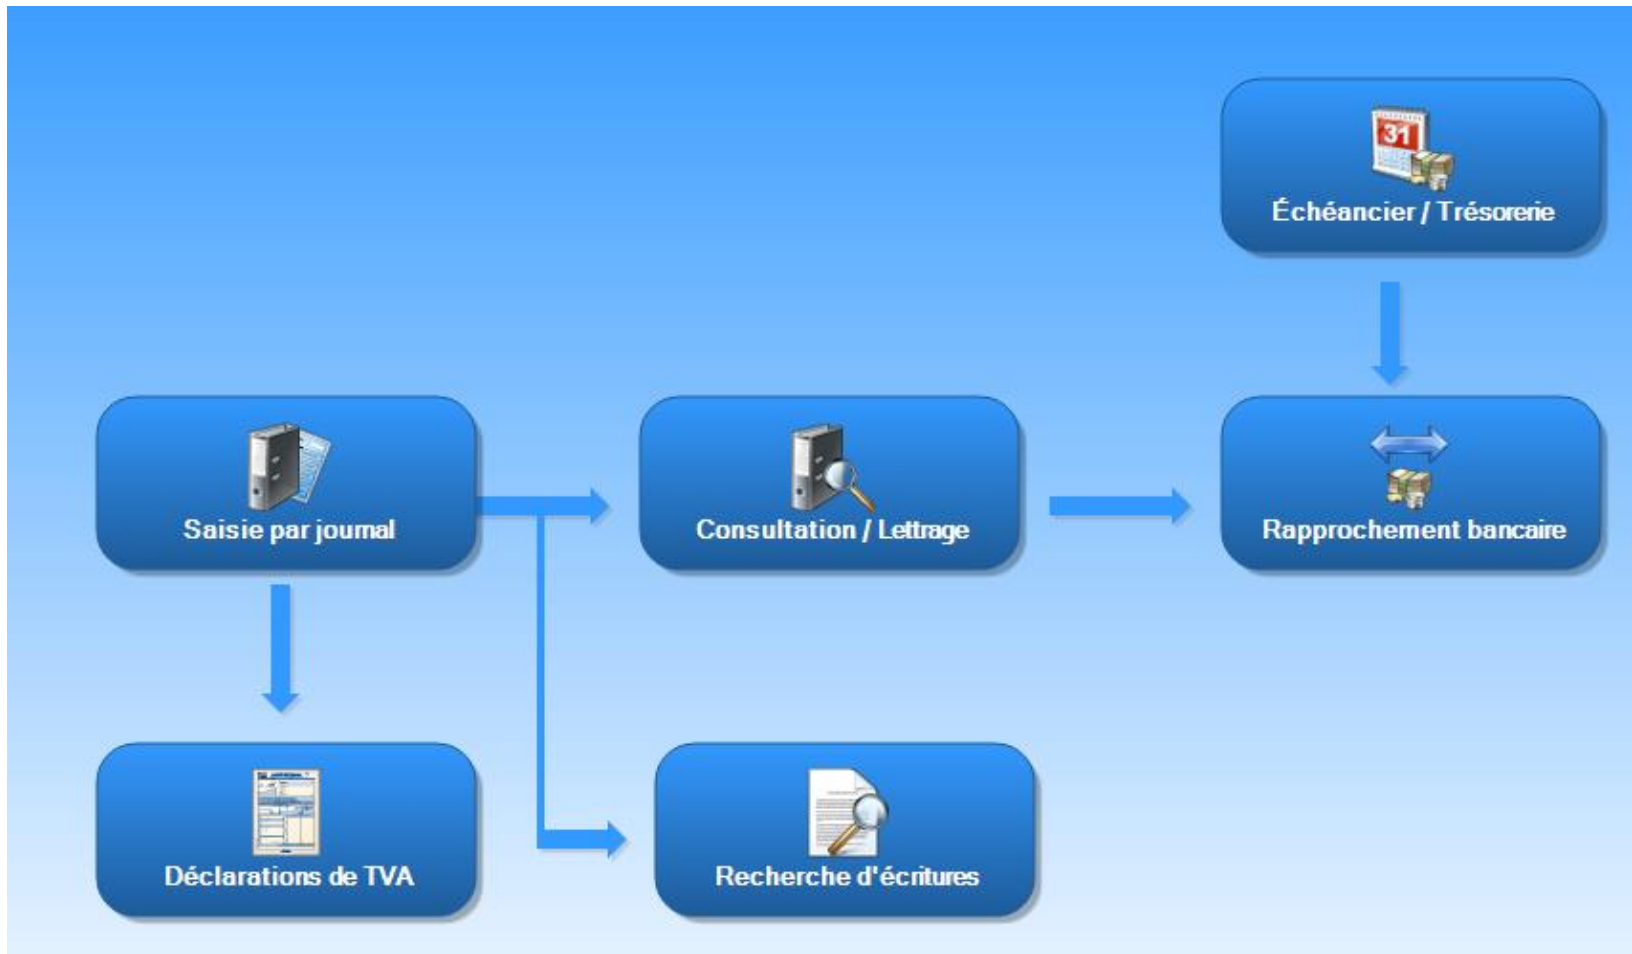 31
Échéancier / Trésorerie
Saisie par journal
Consultation / Lettrage
Rapprochement bancaire
Déclarations de TVA
Recherche d'écritures